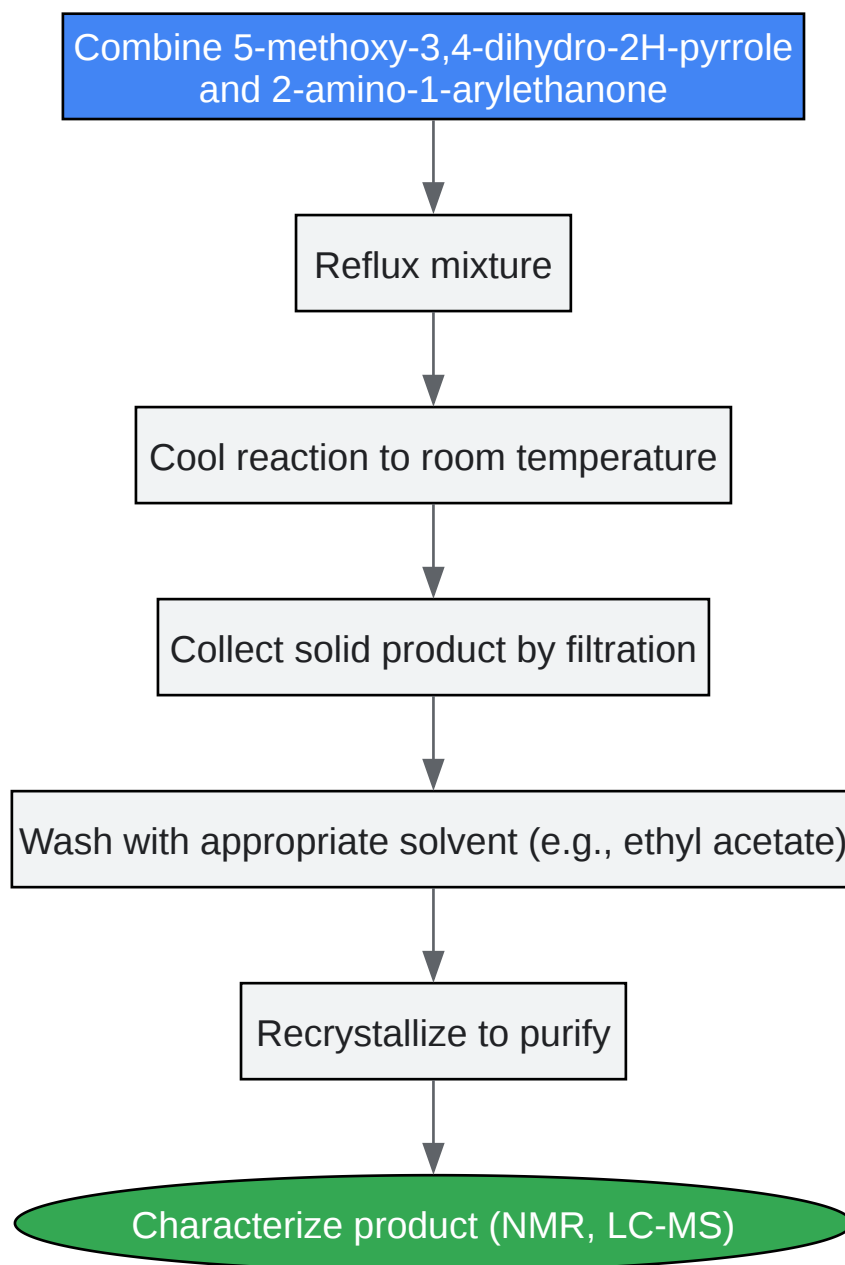 Combine 5-methoxy-3,4-dihydro-2H-pyrrole
and 2-amino-1-arylethanone
Reflux mixture
Cool reaction to room temperature
Collect solid product by filtration
Wash with appropriate solvent (e.g., ethyl acetate)
Recrystallize to purify
Characterize product (NMR, LC-MS)